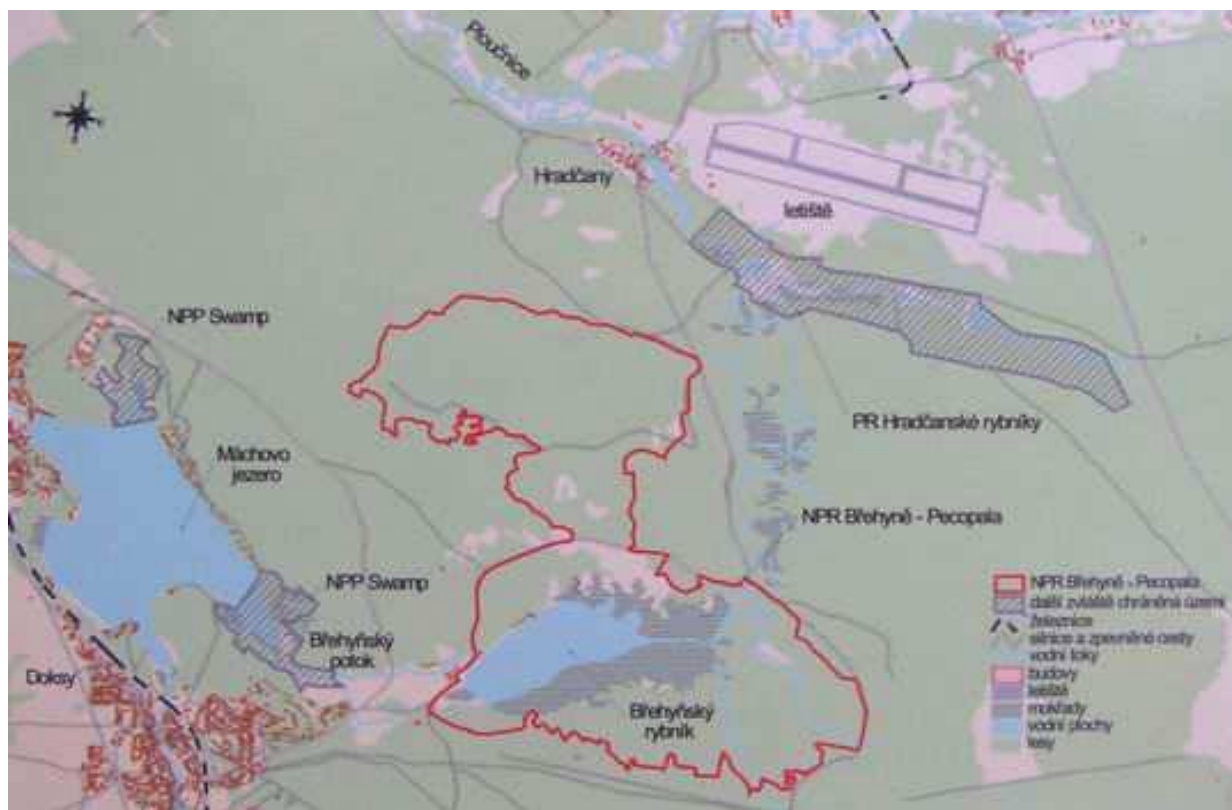 Ploučnice
Hradčany
letiště
NPP Swamp
PR Hradčanské rybníky
Máchovo
jezero
NPR Břehyně - Pecopala
NPP Swamp
Břehyňský
potok
Doksy
Břehyňský
rybník
NPR Břehyně - Pecopala
další zvláště chráněná území
železnice
silnice a zpevněné cesty
vodní toky
budovy
letiště
mokřady
vodní plochy
lesy